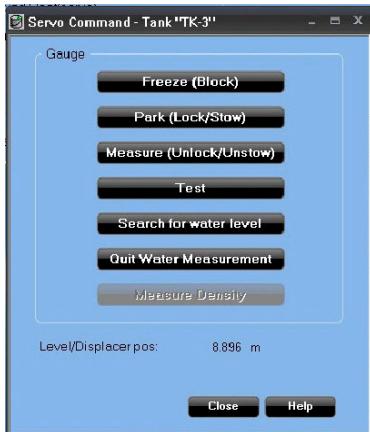 Servo Command - Tank "TK-3"
Gauge
Freeze (Block)
Park (Lock/Stow)
Measure (Unlock/Unstow)
Test
Search for water level
Quit Water Measurement
Measure Density
Level/Displacer pos: 8.896 m
Close Help